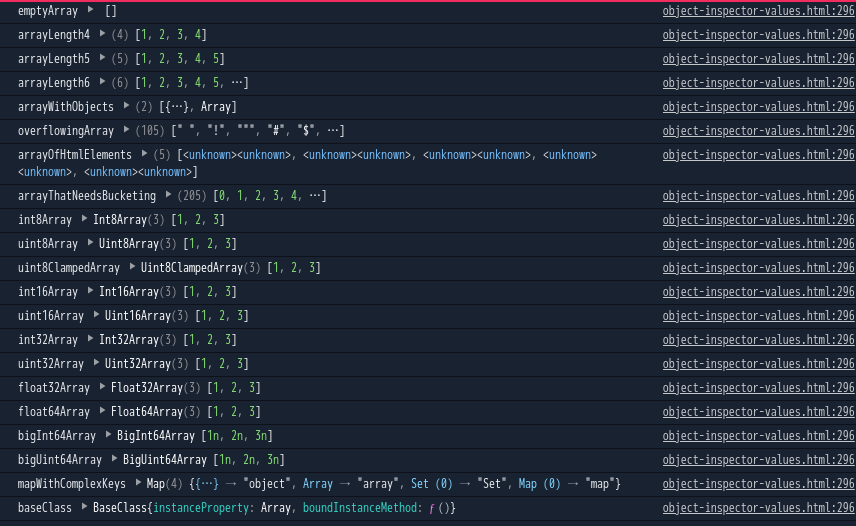 emptyArray ▶ [] object-inspector-values.html:296
arrayLength4 ▶ (4) [1, 2, 3, 4] object-inspector-values.html:296
arrayLength5 ▶ (5) [1, 2, 3, 4, 5] object-inspector-values.html:296
arrayLength6 ▶ (6) [1, 2, 3, 4, 5, …] object-inspector-values.html:296
arrayWithObjects ▶ (2) [{…}, Array] object-inspector-values.html:296
overflowingArray ▶ (105) [" ", "!", """, "#", "$", …] object-inspector-values.html:296
arrayOfHtmlElements ▶ (5) [<unknown><unknown>, <unknown><unknown>, <unknown><unknown>, <unknown> object-inspector-values.html:296
<unknown>, <unknown><unknown>]
arrayThatNeedsBucketing ▶ (205) [0, 1, 2, 3, 4, …] object-inspector-values.html:296
int8Array ▶ Int8Array(3) [1, 2, 3] object-inspector-values.html:296
uint8Array ▶ Uint8Array(3) [1, 2, 3] object-inspector-values.html:296
uint8ClampedArray ▶ Uint8ClampedArray(3) [1, 2, 3] object-inspector-values.html:296
int16Array ▶ Int16Array(3) [1, 2, 3] object-inspector-values.html:296
uint16Array ▶ Uint16Array(3) [1, 2, 3] object-inspector-values.html:296
int32Array ▶ Int32Array(3) [1, 2, 3] object-inspector-values.html:296
uint32Array ▶ Uint32Array(3) [1, 2, 3] object-inspector-values.html:296
float32Array ▶ Float32Array(3) [1, 2, 3] object-inspector-values.html:296
float64Array ▶ Float64Array(3) [1, 2, 3] object-inspector-values.html:296
bigInt64Array ▶ BigInt64Array [1n, 2n, 3n] object-inspector-values.html:296
bigUint64Array ▶ BigUint64Array [1n, 2n, 3n] object-inspector-values.html:296
mapWithComplexKeys ▶ Map(4) {{…} → "object", Array → "array", Set (0) → "Set", Map (0) → "map"} object-inspector-values.html:296
baseClass ▶ BaseClass{instanceProperty: Array, boundInstanceMethod: ƒ ()} object-inspector-values.html:296